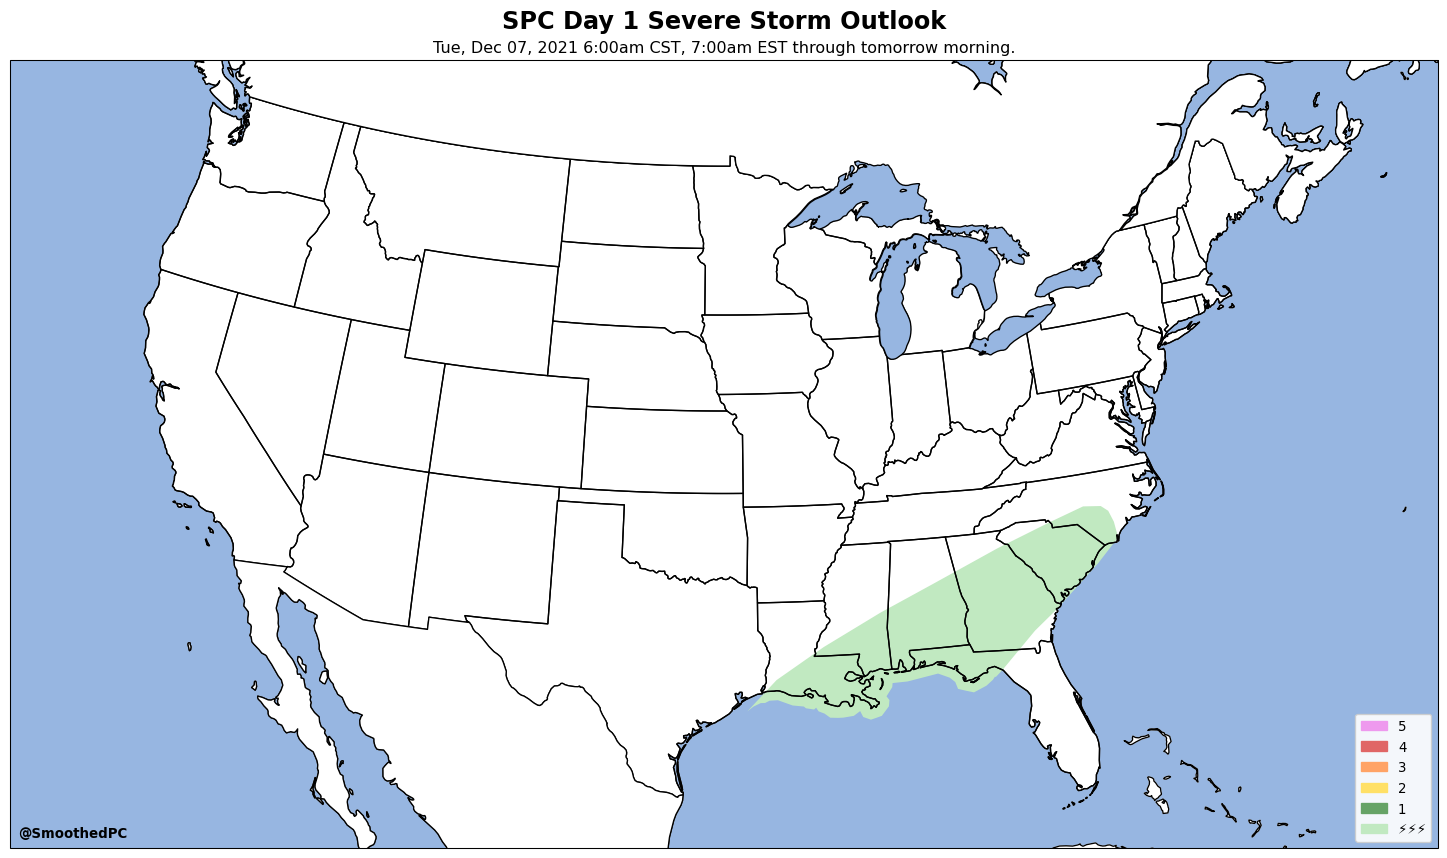 SPC Day 1 Severe Storm Outlook
Tue, Dec 07, 2021 6:00am CST, 7:00am EST through tomorrow morning.
5
4
3
2
1
⚡⚡⚡
@SmoothedPC